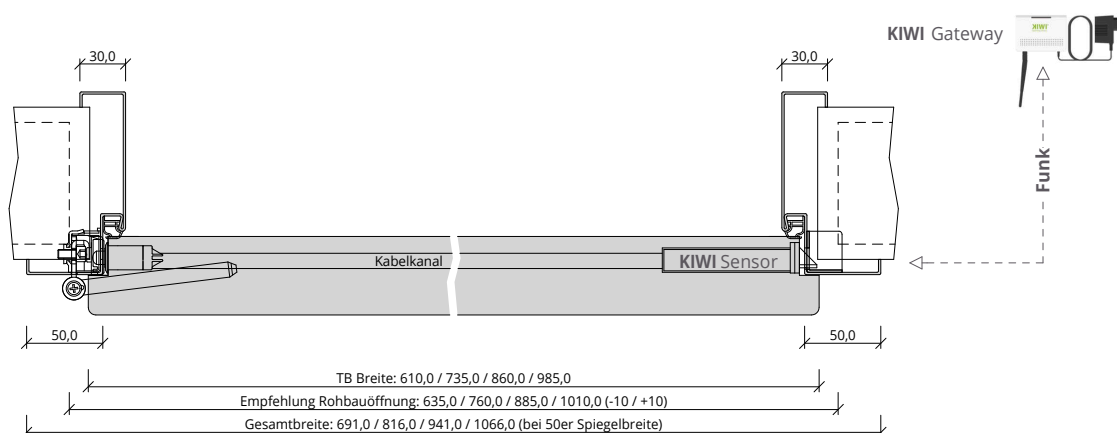 KIWI Gateway
KIWI
30,0
30,0
Funk
Kabelkanal
KIWI Sensor
50,0
50,0
TB Breite: 610,0 / 735,0 / 860,0 / 985,0
Empfehlung Rohbauöffnung: 635,0 / 760,0 / 885,0 / 1010,0 (-10 / +10)
Gesamtbreite: 691,0 / 816,0 / 941,0 / 1066,0 (bei 50er Spiegelbreite)